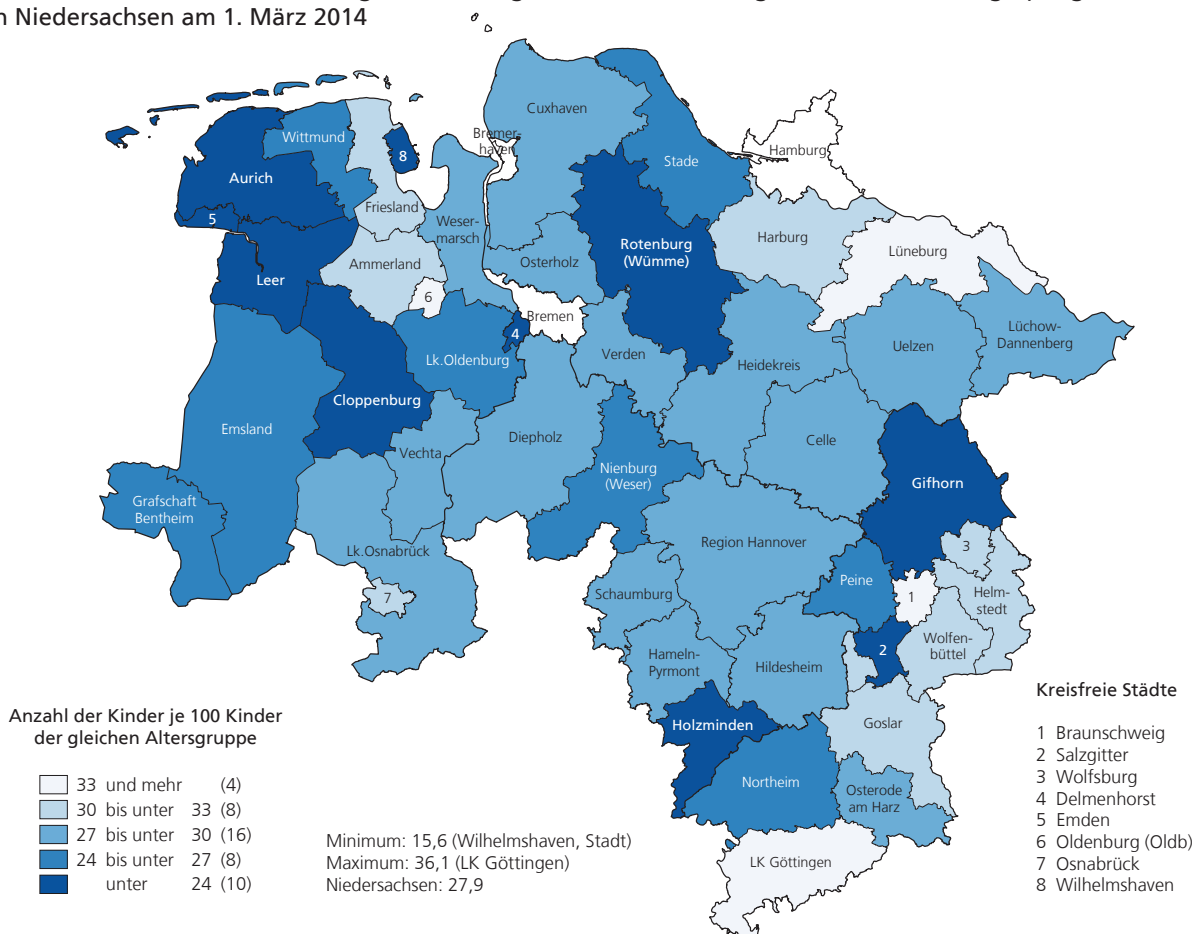 n Niedersachsen am 1. März 2014
Cuxhaven
Bremer-
haven
Wittmund
8
Stade
Hamburg
Aurich
Friesland
5
Weser-
marsch
Harburg
Rotenburg
(Wümme)
Lüneburg
Ammerland
Osterholz
Leer
6
Bremen
4
Lüchow-
Dannenberg
Uelzen
Verden
Lk.Oldenburg
Heidekreis
Cloppenburg
Emsland
Diepholz
Celle
Vechta
Nienburg
(Weser)
Gifhorn
Grafschaft
Bentheim
Region Hannover
3
Lk.Osnabrück
Peine
Schaumburg
7
1
Helm-
stedt
Wolfen-
büttel
2
Hameln-
Pyrmont
Hildesheim
Holzminden
Goslar
Northeim
Osterode
am Harz
LK Göttingen
Anzahl der Kinder je 100 Kinder
der gleichen Altersgruppe
33 und mehr (4)
30 bis unter 33 (8)
27 bis unter 30 (16)
24 bis unter 27 (8)
unter 24 (10)
Minimum: 15,6 (Wilhelmshaven, Stadt)
Maximum: 36,1 (LK Göttingen)
Niedersachsen: 27,9
Kreisfreie Städte
1 Braunschweig
2 Salzgitter
3 Wolfsburg
4 Delmenhorst
5 Emden
6 Oldenburg (Oldb)
7 Osnabrück
8 Wilhelmshaven